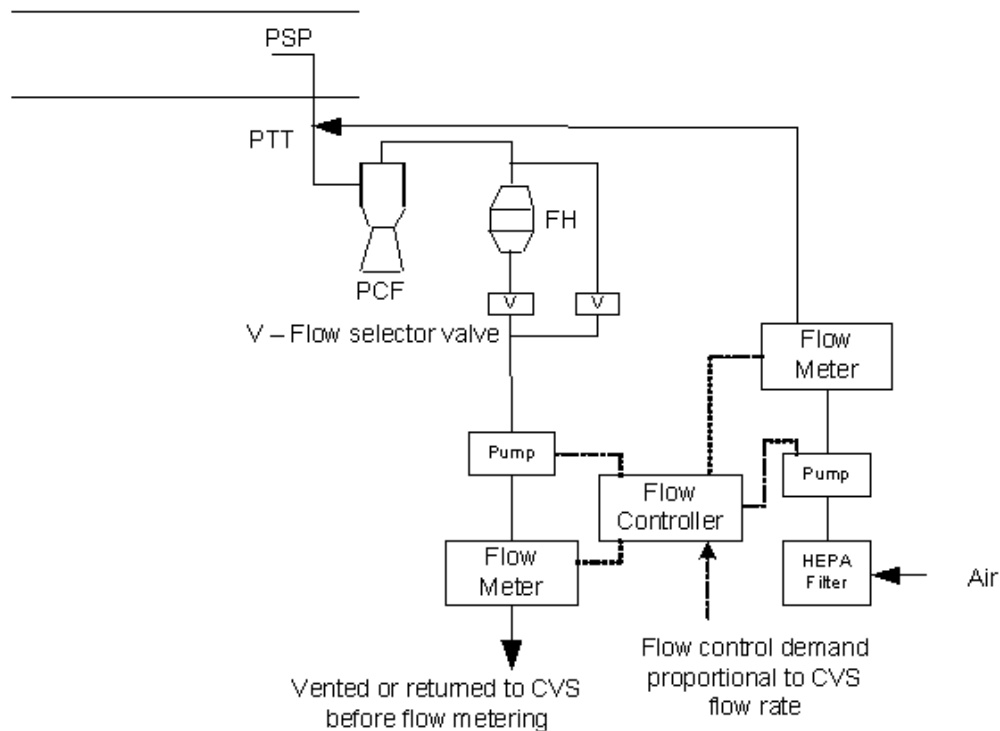 PSP
PTT
FH
PCF
V
V
V – Flow selector valve
Flow
Meter
Pump
Pump
Flow
Controller
Flow
Meter
HEPA
Filter
Air
Vented or returned to CVS
before flow metering
Flow control demand
proportional to CVS
flow rate